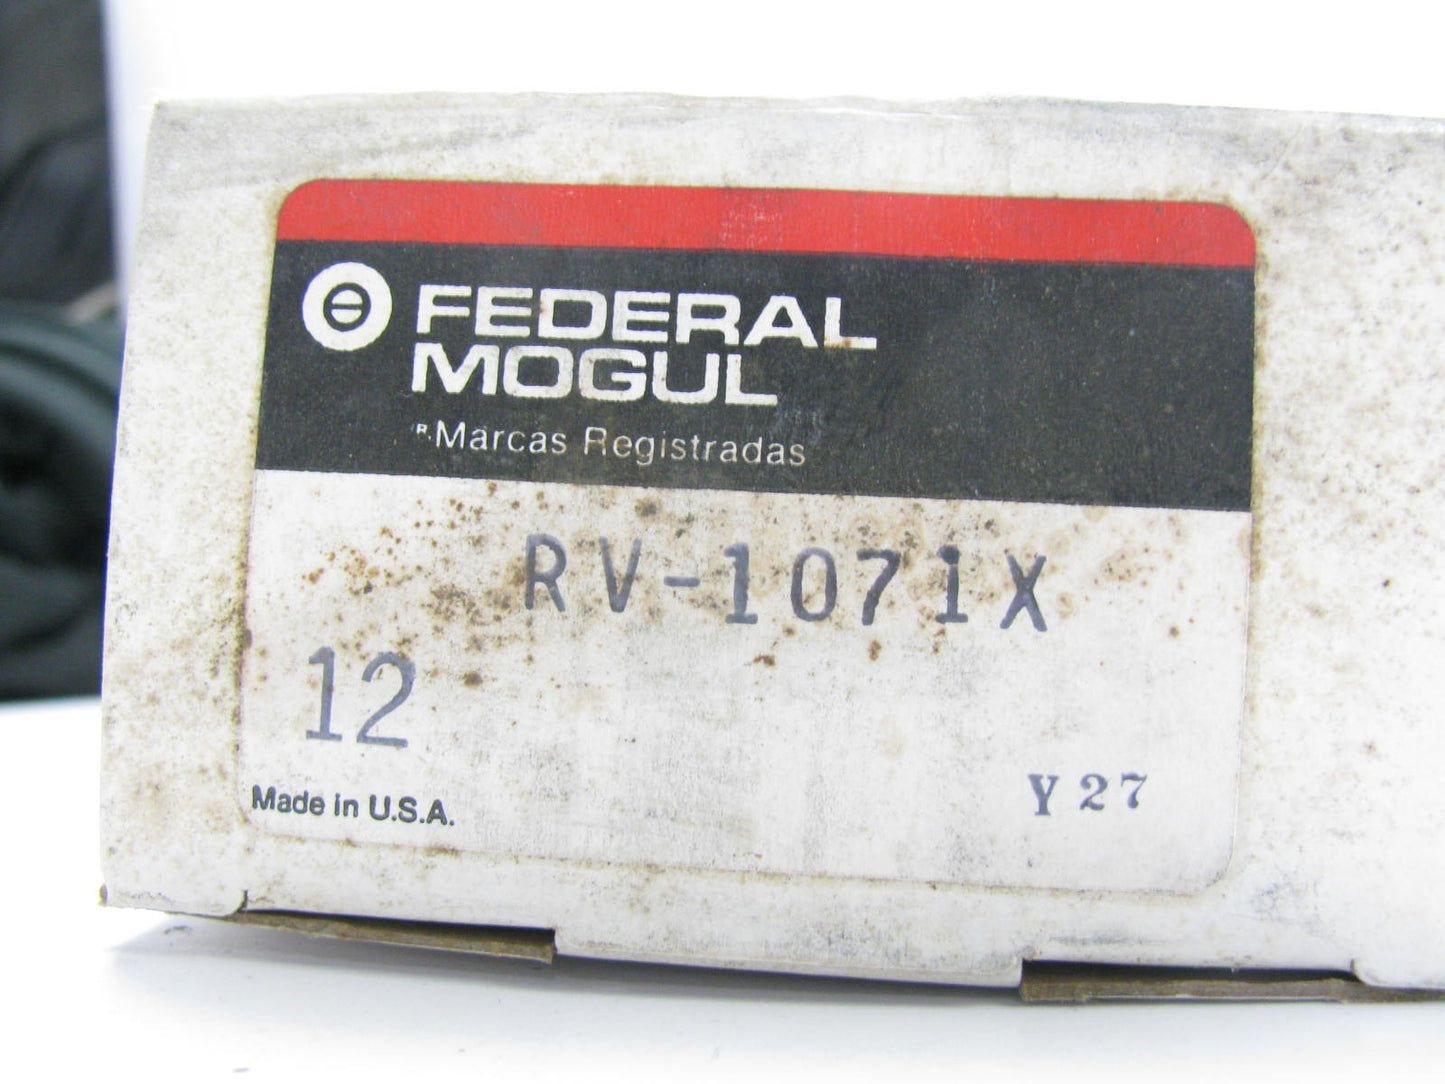 FEDERAL
MOGUL
®Marcas Registradas
RV-1071X
12
Made in U.S.A.
Y27